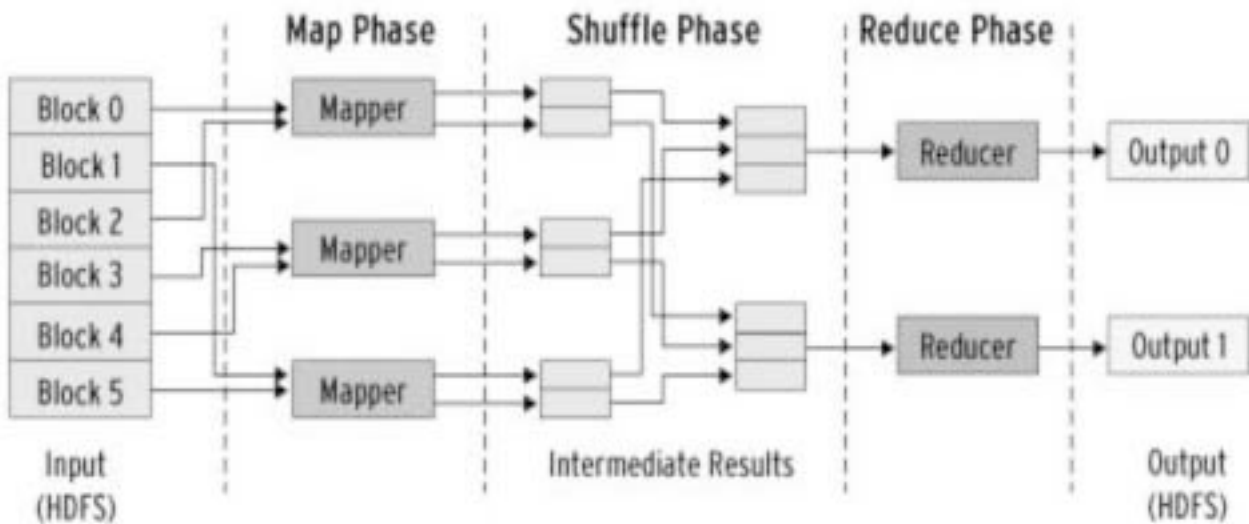 Map Phase
Shuffle Phase
Reduce Phase
Block 0
Block 1
Block 2
Block 3
Block 4
Block 5
Mapper
Mapper
Mapper
Reducer
Reducer
Output 0
Output 1
Input
(HDFS)
Intermediate Results
Output
(HDFS)